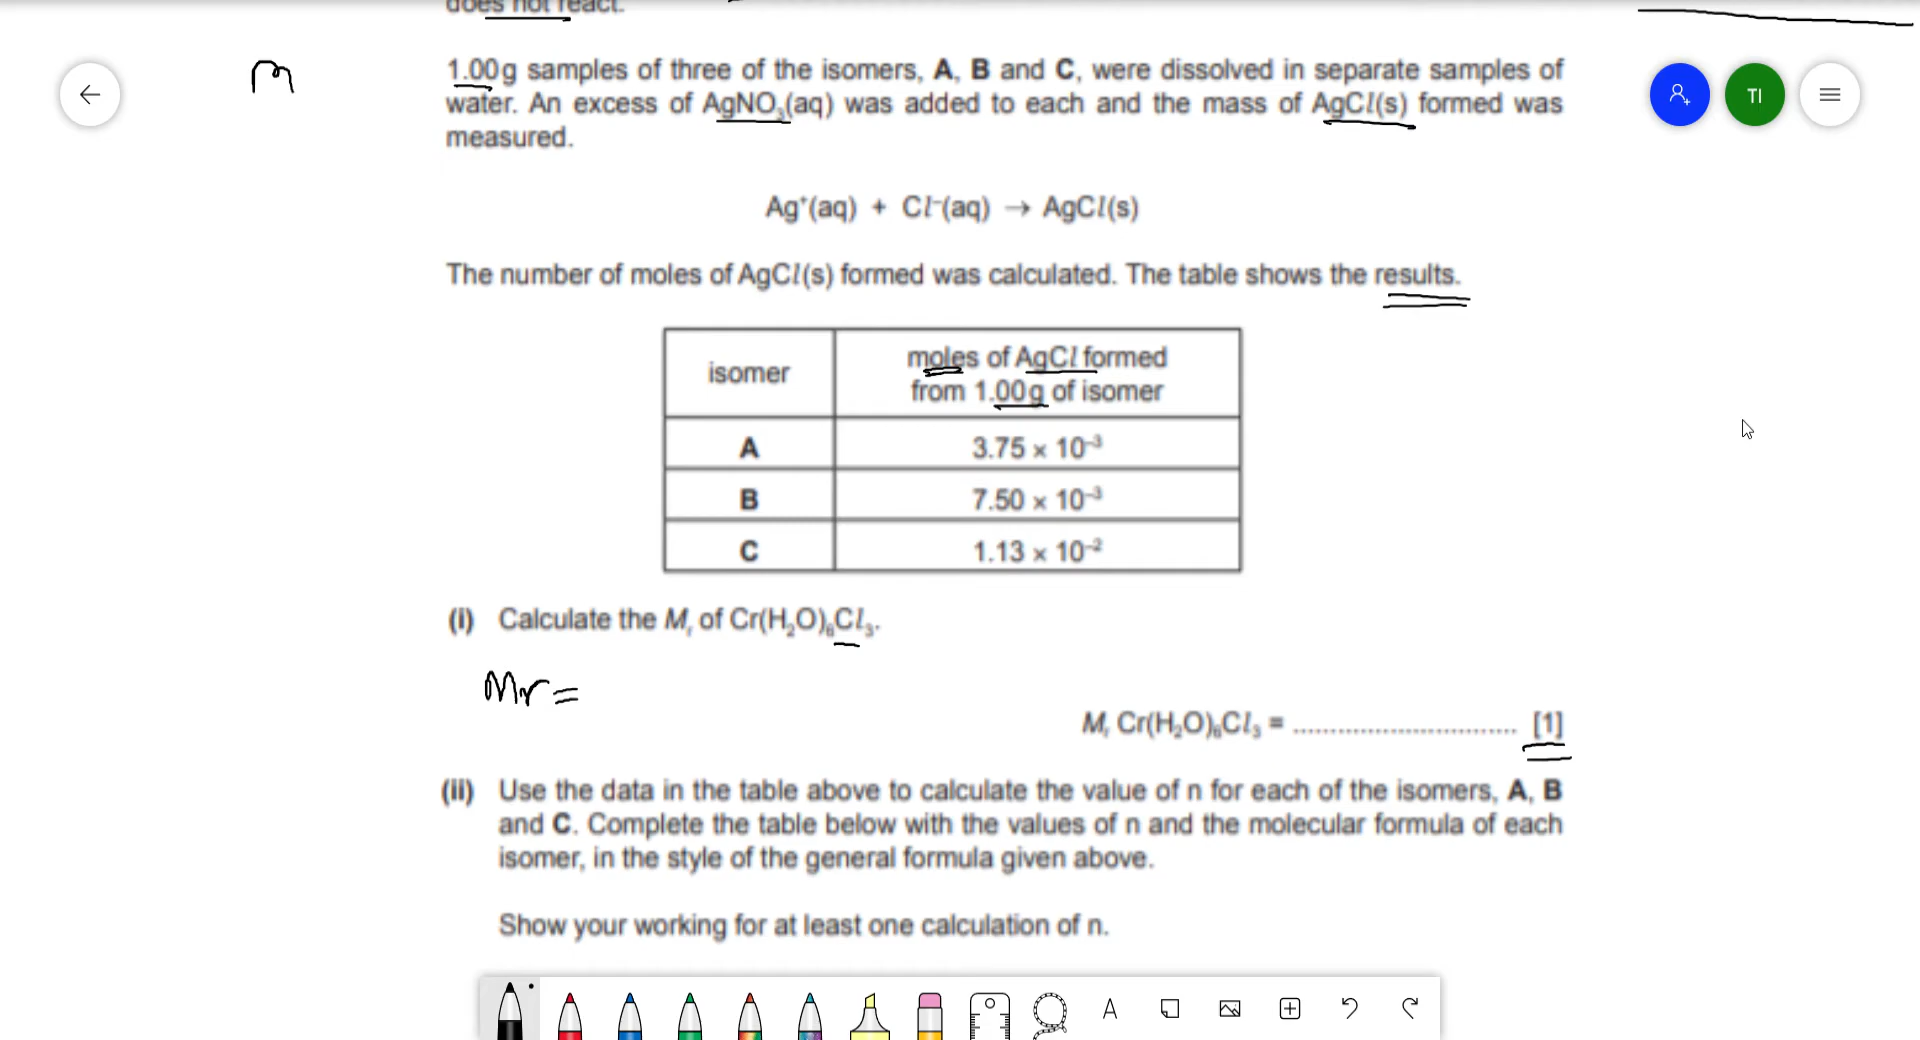 does not react.
m
1.00g samples of three of the isomers, A, B and C, were dissolved in separate samples of
water. An excess of AgNO₃(aq) was added to each and the mass of AgCl(s) formed was
measured.
TI
Ag⁺(aq) + Cl⁻(aq) → AgCl(s)
The number of moles of AgCl(s) formed was calculated. The table shows the results.
isomer
moles of AgCl formed
from 1.00g of isomer
A 3.75 × 10⁻³
B 7.50 × 10⁻³
C 1.13 × 10⁻²
(i) Calculate the Mᵣ of Cr(H₂O)₆Cl₃.
Mr =
Mᵣ Cr(H₂O)₆Cl₃ = .............................. [1]
(ii) Use the data in the table above to calculate the value of n for each of the isomers, A, B
and C. Complete the table below with the values of n and the molecular formula of each
isomer, in the style of the general formula given above.
Show your working for at least one calculation of n.
A